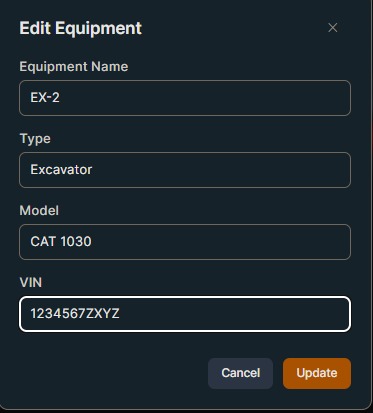 Edit Equipment
Equipment Name
EX-2
Type
Excavator
Model
CAT 1030
VIN
1234567ZXYZ
Cancel Update